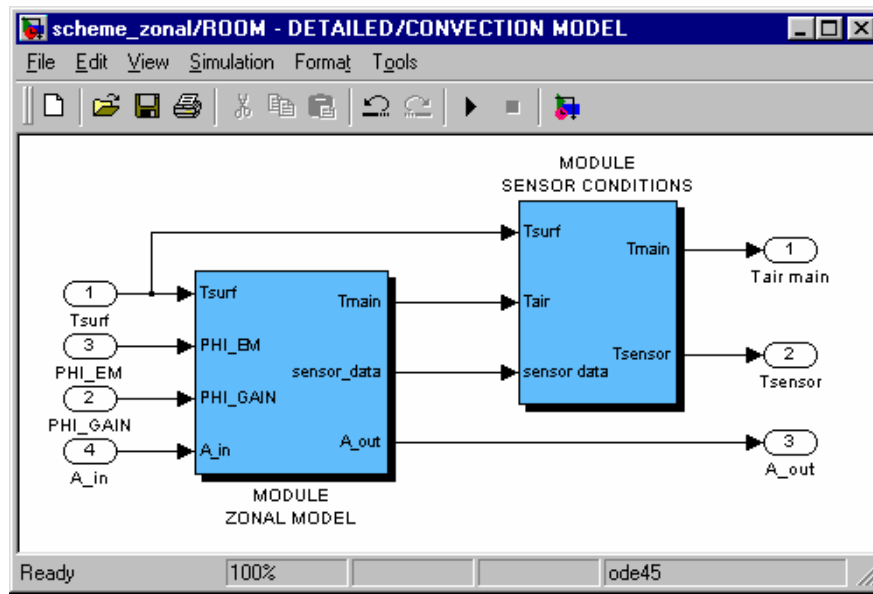 scheme_zonal/ROOM - DETAILED/CONVECTION MODEL
File Edit View Simulation Format Tools
MODULE
SENSOR CONDITIONS
Tsurf
Tmain
1
Tair main
Tair
Tsensor
2
Tsensor
sensor data
1
Tsurf
Tsurf
Tmain
3
PHI_EM
PHI_EM
sensor_data
2
PHI_GAIN
PHI_GAIN
4
A_in
A_in
A_out
3
A_out
MODULE
ZONAL MODEL
Ready 100% ode45